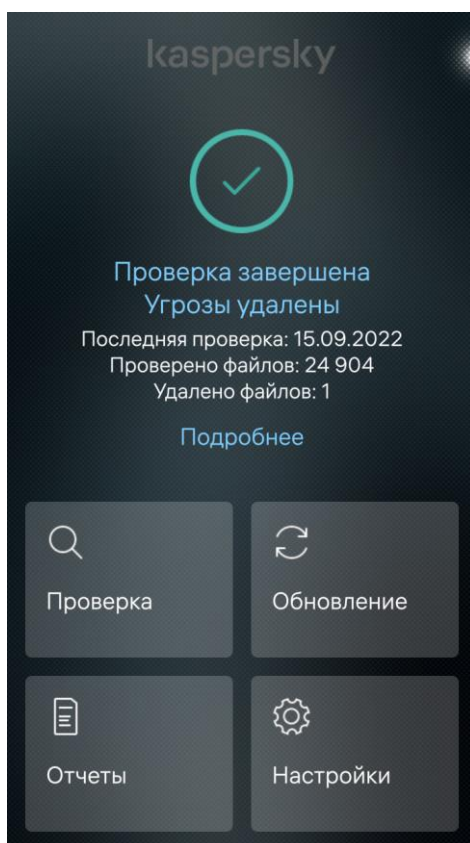 kaspersky
Проверка завершена
Угрозы удалены
Последняя проверка: 15.09.2022
Проверено файлов: 24 904
Удалено файлов: 1
Подробнее
Проверка
Обновление
Отчеты
Настройки